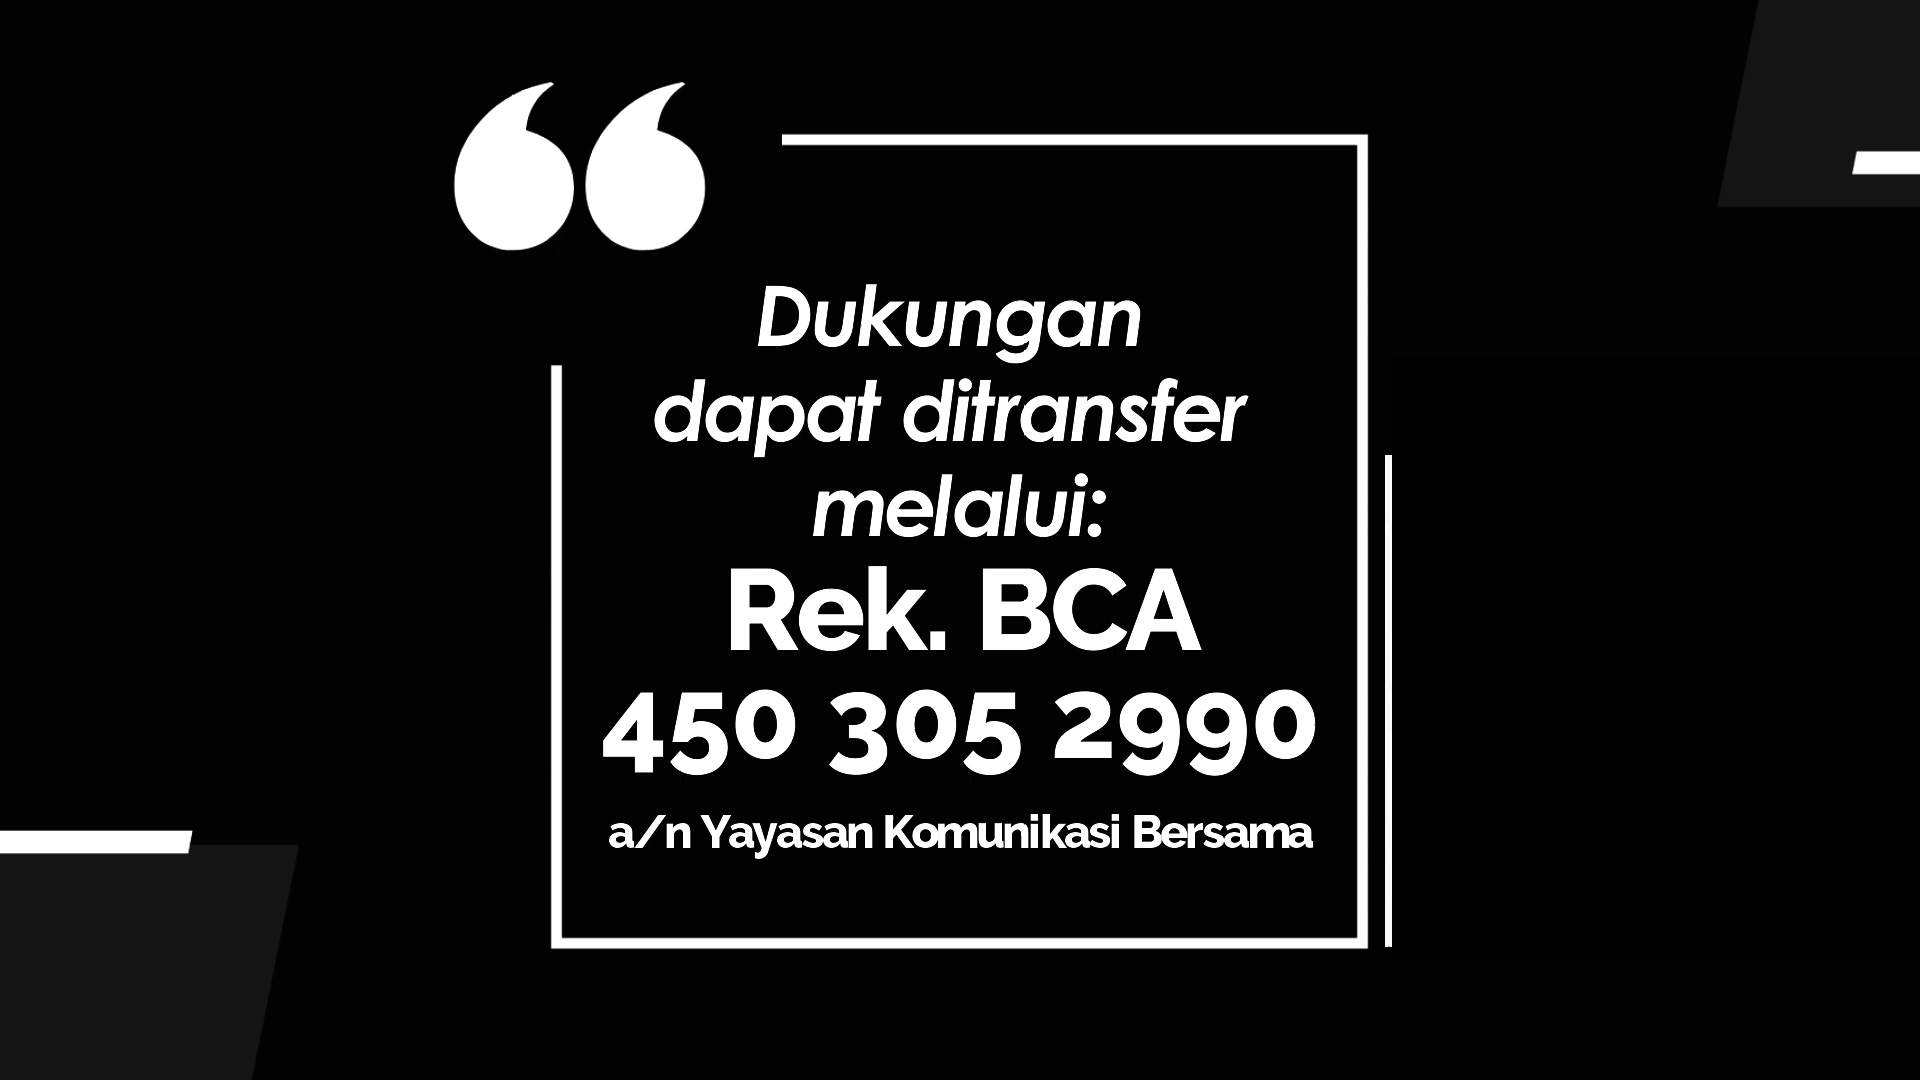 Dukungan
dapat ditransfer
melalui:
Rek. BCA
450 305 2990
a/n Yayasan Komunikasi Bersama